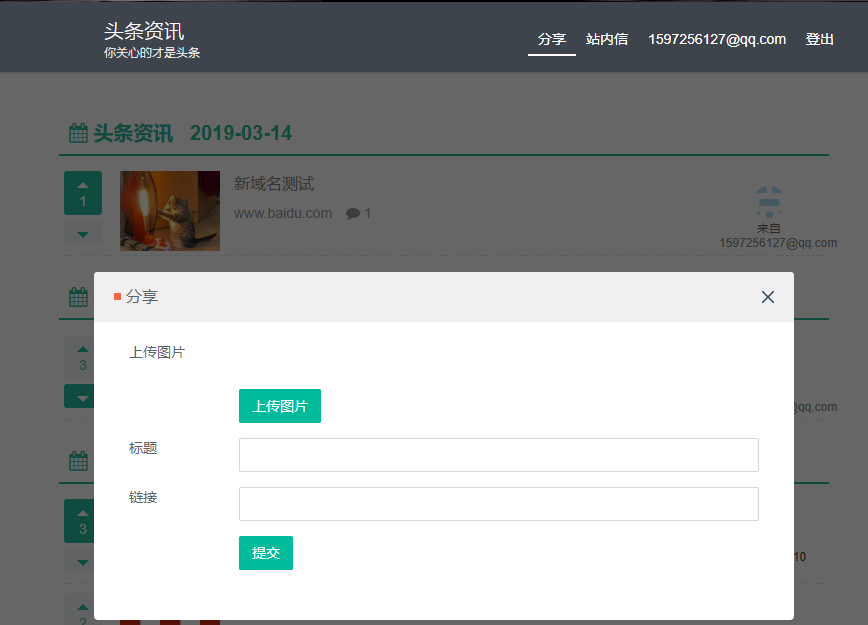 头条资讯
你关心的才是头条
分享 站内信 1597256127@qq.com 登出
头条资讯 2019-03-14
1
新域名测试
www.baidu.com 1
来自
1597256127@qq.com
分享
上传图片
上传图片
标题
链接
提交
3
@qq.com
3
10
2